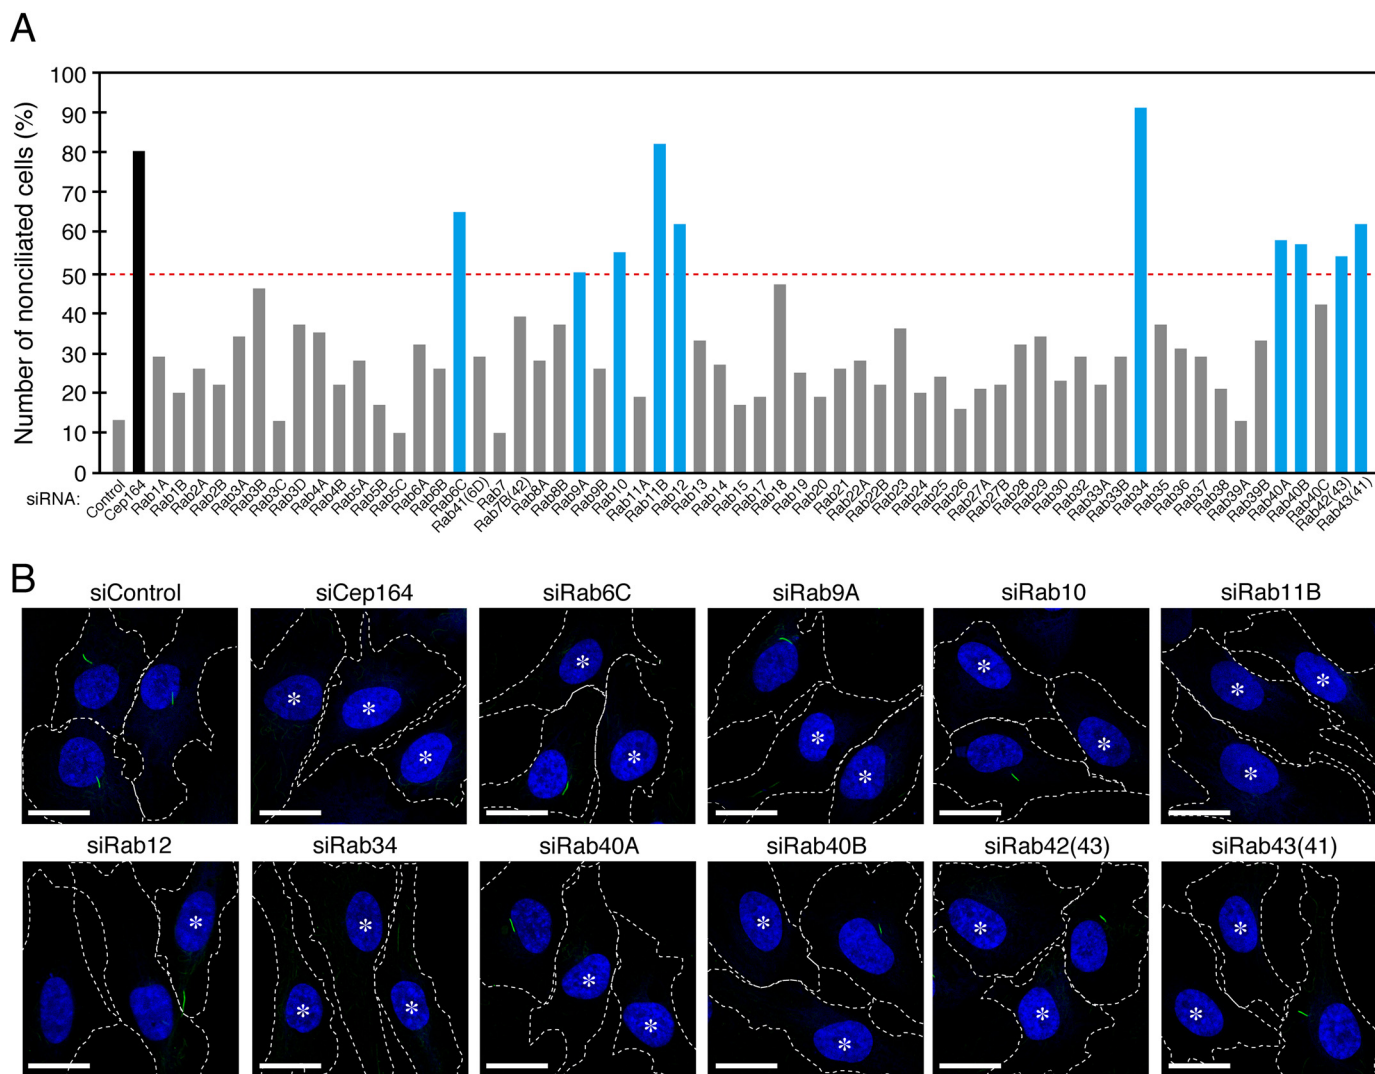 A
Number of nonciliated cells (%)
100
90
80
70
60
50
40
30
20
10
0
siRNA:
Control
Cep164
Rab1A
Rab1B
Rab2A
Rab2B
Rab3A
Rab3B
Rab3C
Rab3D
Rab4A
Rab4B
Rab5A
Rab5B
Rab5C
Rab6A
Rab6B
Rab6C
Rab41(6D)
Rab7
Rab7B(42)
Rab8A
Rab8B
Rab9A
Rab9B
Rab10
Rab11A
Rab11B
Rab12
Rab13
Rab14
Rab15
Rab17
Rab18
Rab19
Rab20
Rab21
Rab22A
Rab22B
Rab23
Rab24
Rab25
Rab26
Rab27A
Rab27B
Rab28
Rab29
Rab30
Rab32
Rab33A
Rab33B
Rab34
Rab35
Rab36
Rab37
Rab38
Rab39A
Rab39B
Rab40A
Rab40B
Rab40C
Rab42(43)
Rab43(41)
B
siControl siCep164 siRab6C siRab9A siRab10 siRab11B
* * * * * * * * * * * *
siRab12 siRab34 siRab40A siRab40B siRab42(43) siRab43(41)
* * * * * * * * * * * *